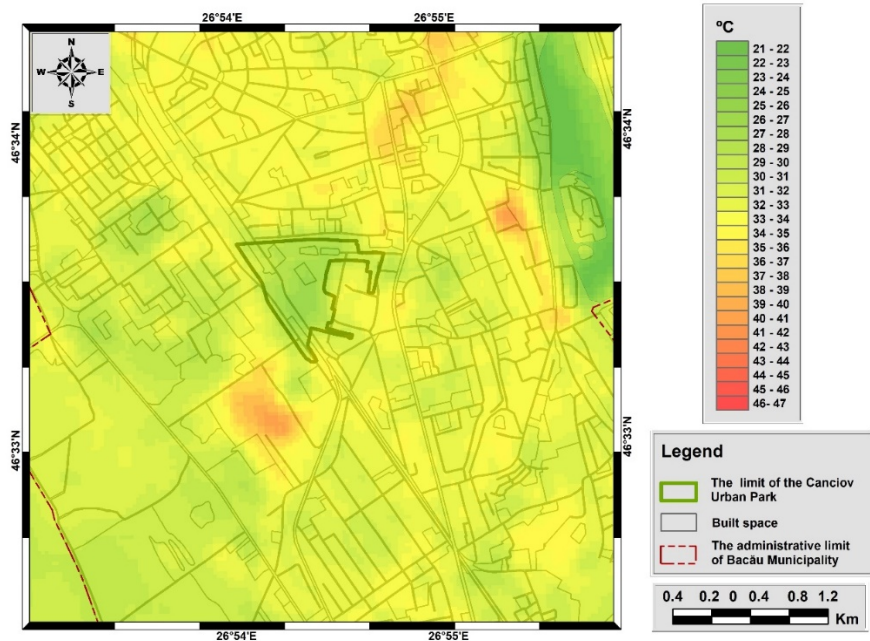 26°54'E 26°55'E
N
W E
S
46°34'N 46°34'N
46°33'N 46°33'N
26°54'E 26°55'E
ºC
21 - 22
22 - 23
23 - 24
24 - 25
25 - 26
26 - 27
27 - 28
28 - 29
29 - 30
30 - 31
31 - 32
32 - 33
33 - 34
34 - 35
35 - 36
36 - 37
37 - 38
38 - 39
39 - 40
40 - 41
41 - 42
42 - 43
43 - 44
44 - 45
45 - 46
46 - 47
Legend
The limit of the Canciov
Urban Park
Built space
The administrative limit
of Bacău Municipality
0.4 0.2 0 0.4 0.8 1.2
Km